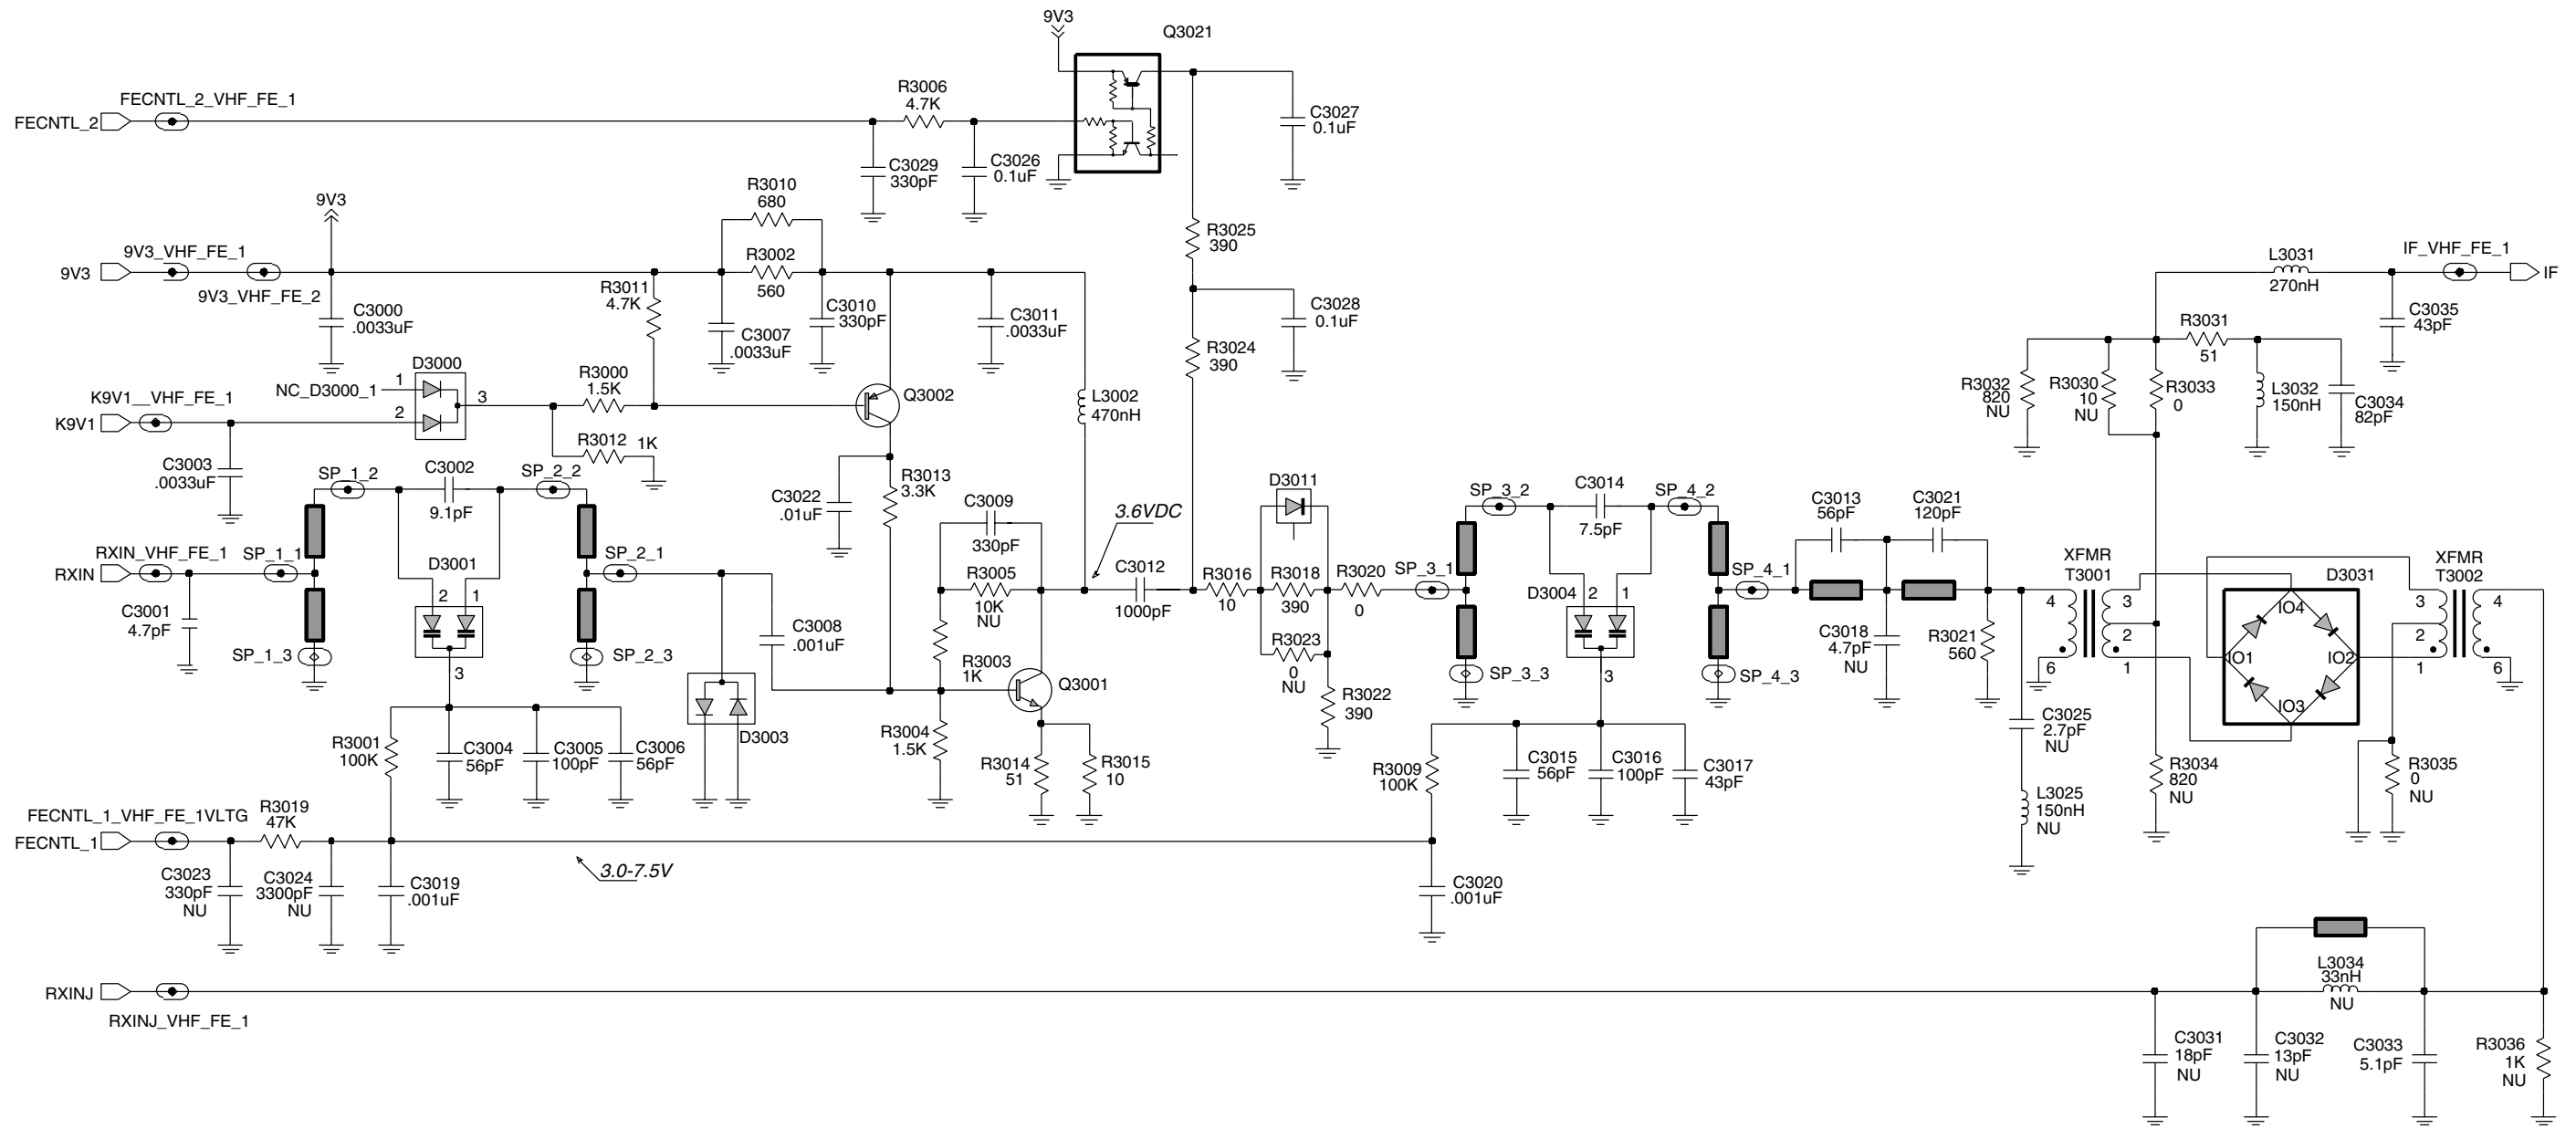 9V3
Q3021
FECNTL_2_VHF_FE_1
FECNTL_2
R3006
4.7K
C3029
330pF
C3026
0.1uF
C3027
0.1uF
R3010
680
9V3
9V3_VHF_FE_1
9V3
9V3_VHF_FE_2
R3002
560
R3011
4.7K
C3000
.0033uF
C3007
.0033uF
C3010
330pF
C3011
.0033uF
R3025
390
C3028
0.1uF
R3024
390
L3031
270nH
IF_VHF_FE_1
IF
C3035
43pF
R3031
51
R3032
820
NU
R3030
10
NU
R3033
0
L3032
150nH
C3034
82pF
D3000
NC_D3000_1
1
2
3
K9V1__VHF_FE_1
K9V1
C3003
.0033uF
R3000
1.5K
R3012
1K
Q3002
L3002
470nH
SP_1_2
C3002
9.1pF
SP_2_2
C3022
.01uF
R3013
3.3K
C3009
330pF
3.6VDC
D3011
SP_3_2
C3014
7.5pF
SP_4_2
C3013
56pF
C3021
120pF
RXIN_VHF_FE_1
RXIN
SP_1_1
D3001
2
1
3
SP_2_1
C3001
4.7pF
SP_1_3
SP_2_3
C3008
.001uF
D3003
R3005
10K
NU
R3003
1K
Q3001
C3012
1000pF
R3016
10
R3018
390
R3020
0
R3023
0
NU
R3022
390
SP_3_1
SP_3_3
D3004
2
1
3
SP_4_1
SP_4_3
C3018
4.7pF
NU
R3021
560
XFMR
T3001
4
6
3
2
1
D3031
IO4
IO1
IO2
IO3
XFMR
T3002
3
2
1
4
6
R3001
100K
C3004
56pF
C3005
100pF
C3006
56pF
R3004
1.5K
R3014
51
R3015
10
R3009
100K
C3015
56pF
C3016
100pF
C3017
43pF
C3025
2.7pF
NU
L3025
150nH
NU
R3034
820
NU
R3035
0
NU
FECNTL_1_VHF_FE_1VLTG
FECNTL_1
R3019
47K
C3023
330pF
NU
C3024
3300pF
NU
C3019
.001uF
3.0-7.5V
C3020
.001uF
RXINJ
RXINJ_VHF_FE_1
L3034
33nH
NU
C3031
18pF
NU
C3032
13pF
NU
C3033
5.1pF
R3036
1K
NU